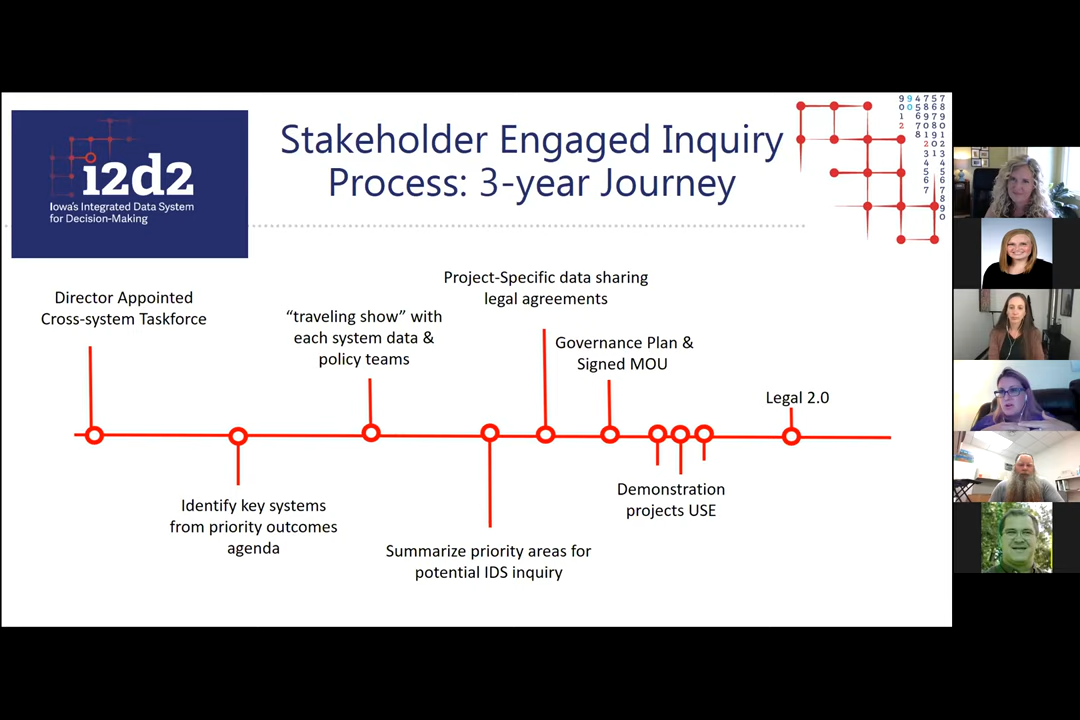 i2d2
Iowa's Integrated Data System
for Decision-Making
Stakeholder Engaged Inquiry
Process: 3-year Journey
Director Appointed
Cross-system Taskforce
Identify key systems
from priority outcomes
agenda
“traveling show” with
each system data &
policy teams
Summarize priority areas for
potential IDS inquiry
Project-Specific data sharing
legal agreements
Governance Plan &
Signed MOU
Demonstration
projects USE
Legal 2.0